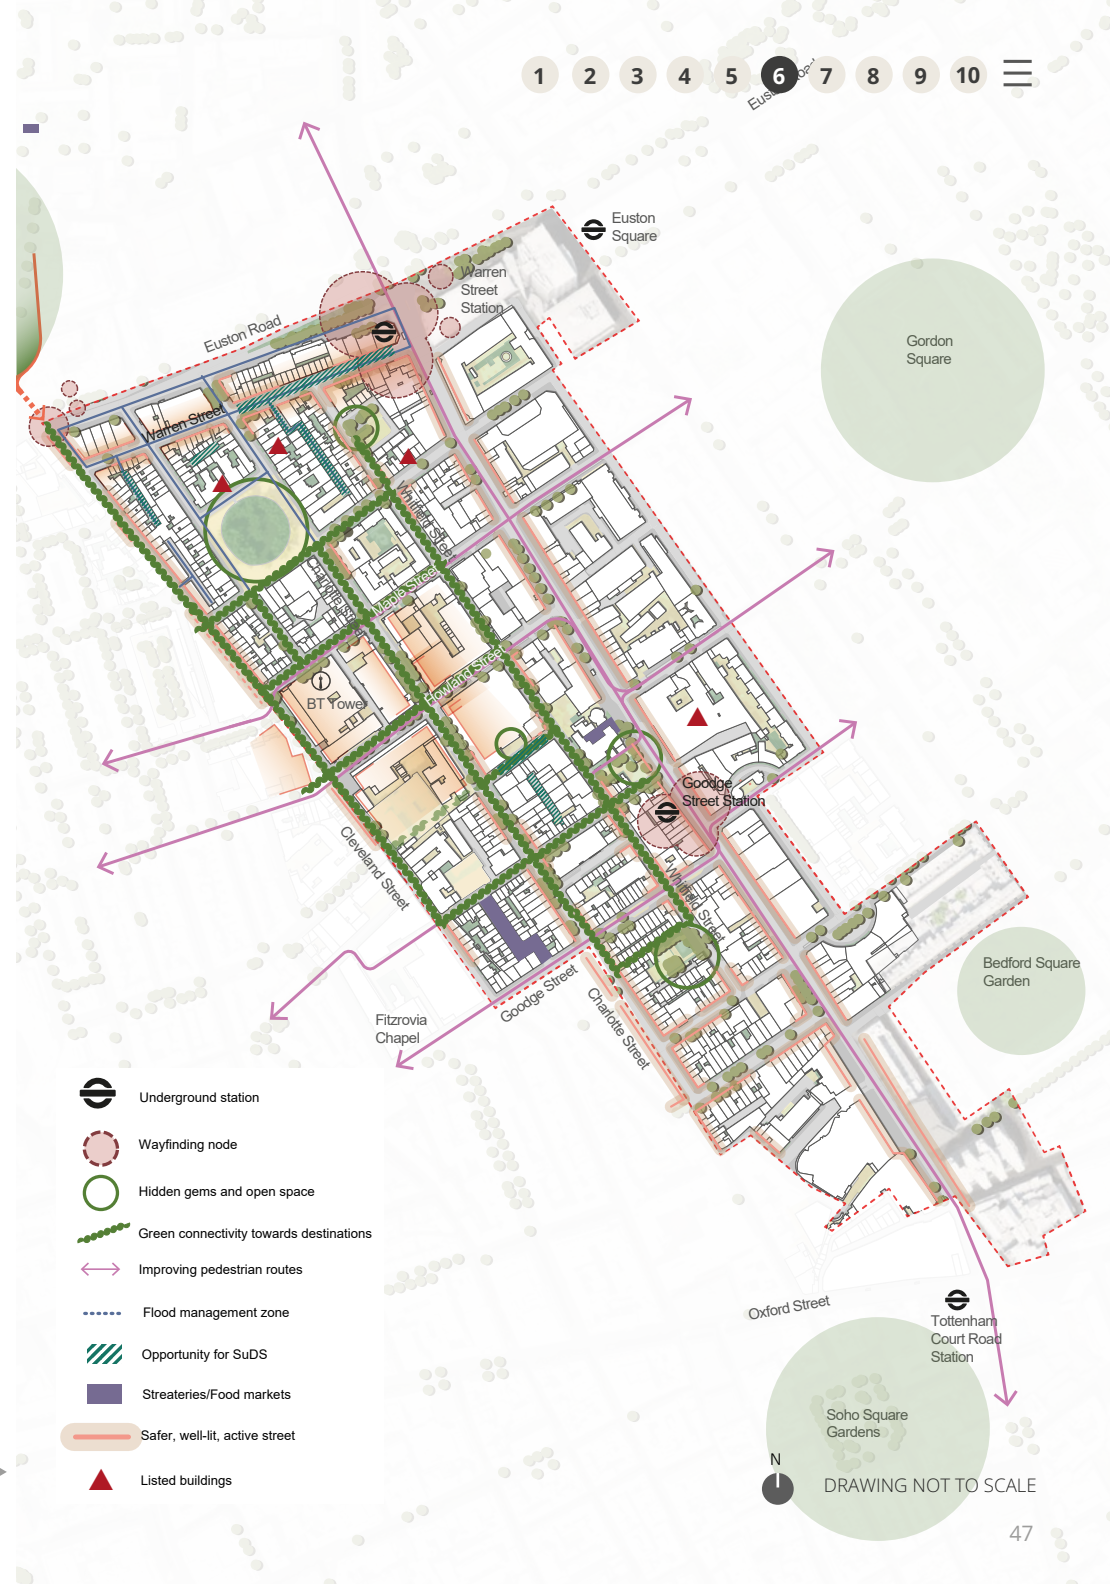 1 2 3 4 5 6 7 8 9 10
Euston
Square
Warren
Street
Station
Euston Road
Gordon
Square
Warren Street
Whitfield Street
Charlotte Street
Maple Street
Howland Street
BT Tower
Goodge
Street Station
Cleveland Street
Whitfield Street
Goodge Street
Charlotte Street
Bedford Square
Garden
Fitzrovia
Chapel
Underground station
Wayfinding node
Hidden gems and open space
Green connectivity towards destinations
Improving pedestrian routes
Flood management zone
Opportunity for SuDS
Streateries/Food markets
Safer, well-lit, active street
Listed buildings
Oxford Street
Tottenham
Court Road
Station
Soho Square
Gardens
N
DRAWING NOT TO SCALE
47